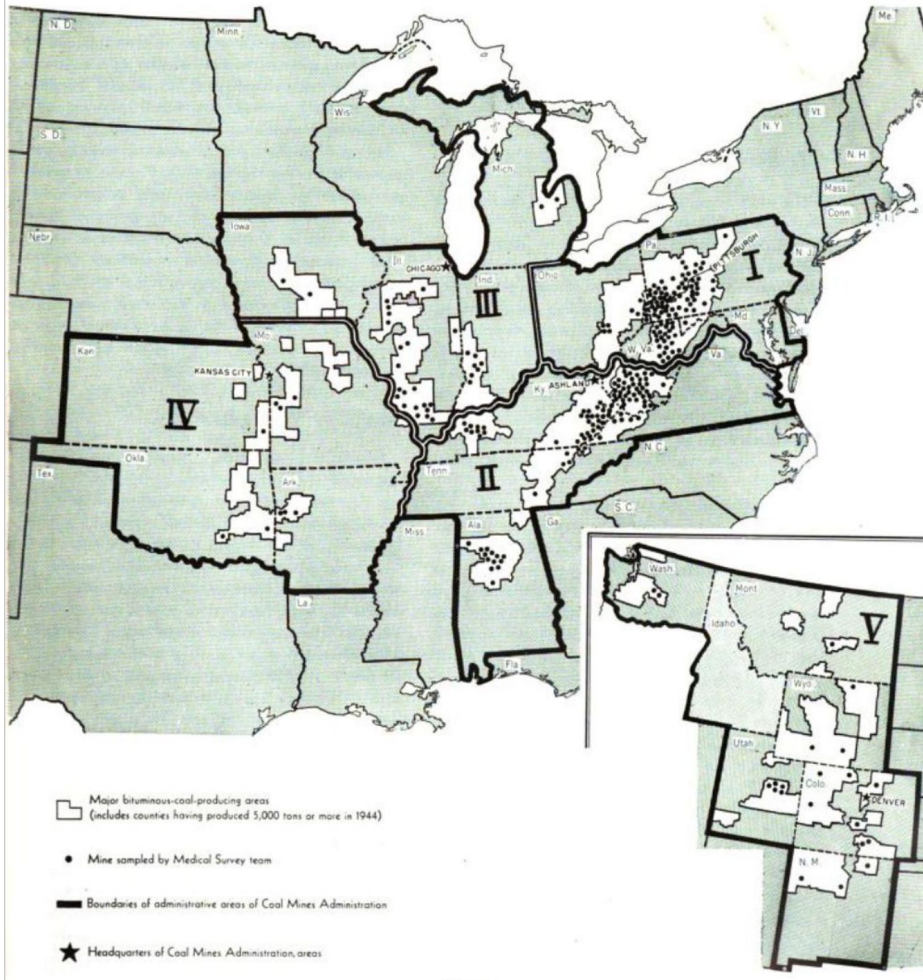 N. D.
Minn.
Me.
Wis.
S. D.
N.Y.
Vt.
N. H.
Mich.
Mass.
Conn.
R. I.
Nebr.
Iowa
Pa.
N. J.
PITTSBURGH
I
CHICAGO
Ill.
Ind.
Ohio
III
Md.
Del.
Mo.
W. Va.
Va.
Kan.
KANSAS CITY
Ky.
ASHLAND
IV
Okla.
Tenn.
N. C.
Tex.
Ark.
II
S. C.
Miss.
Ala.
Ga.
Wash.
Mont.
La.
Idaho
V
Fla.
Wyo.
Utah
Colo.
DENVER
N. M.
Major bituminous-coal-producing areas
(includes counties having produced 5,000 tons or more in 1944)
Mine sampled by Medical Survey team
Boundaries of administrative areas of Coal Mines Administration
Headquarters of Coal Mines Administration, areas